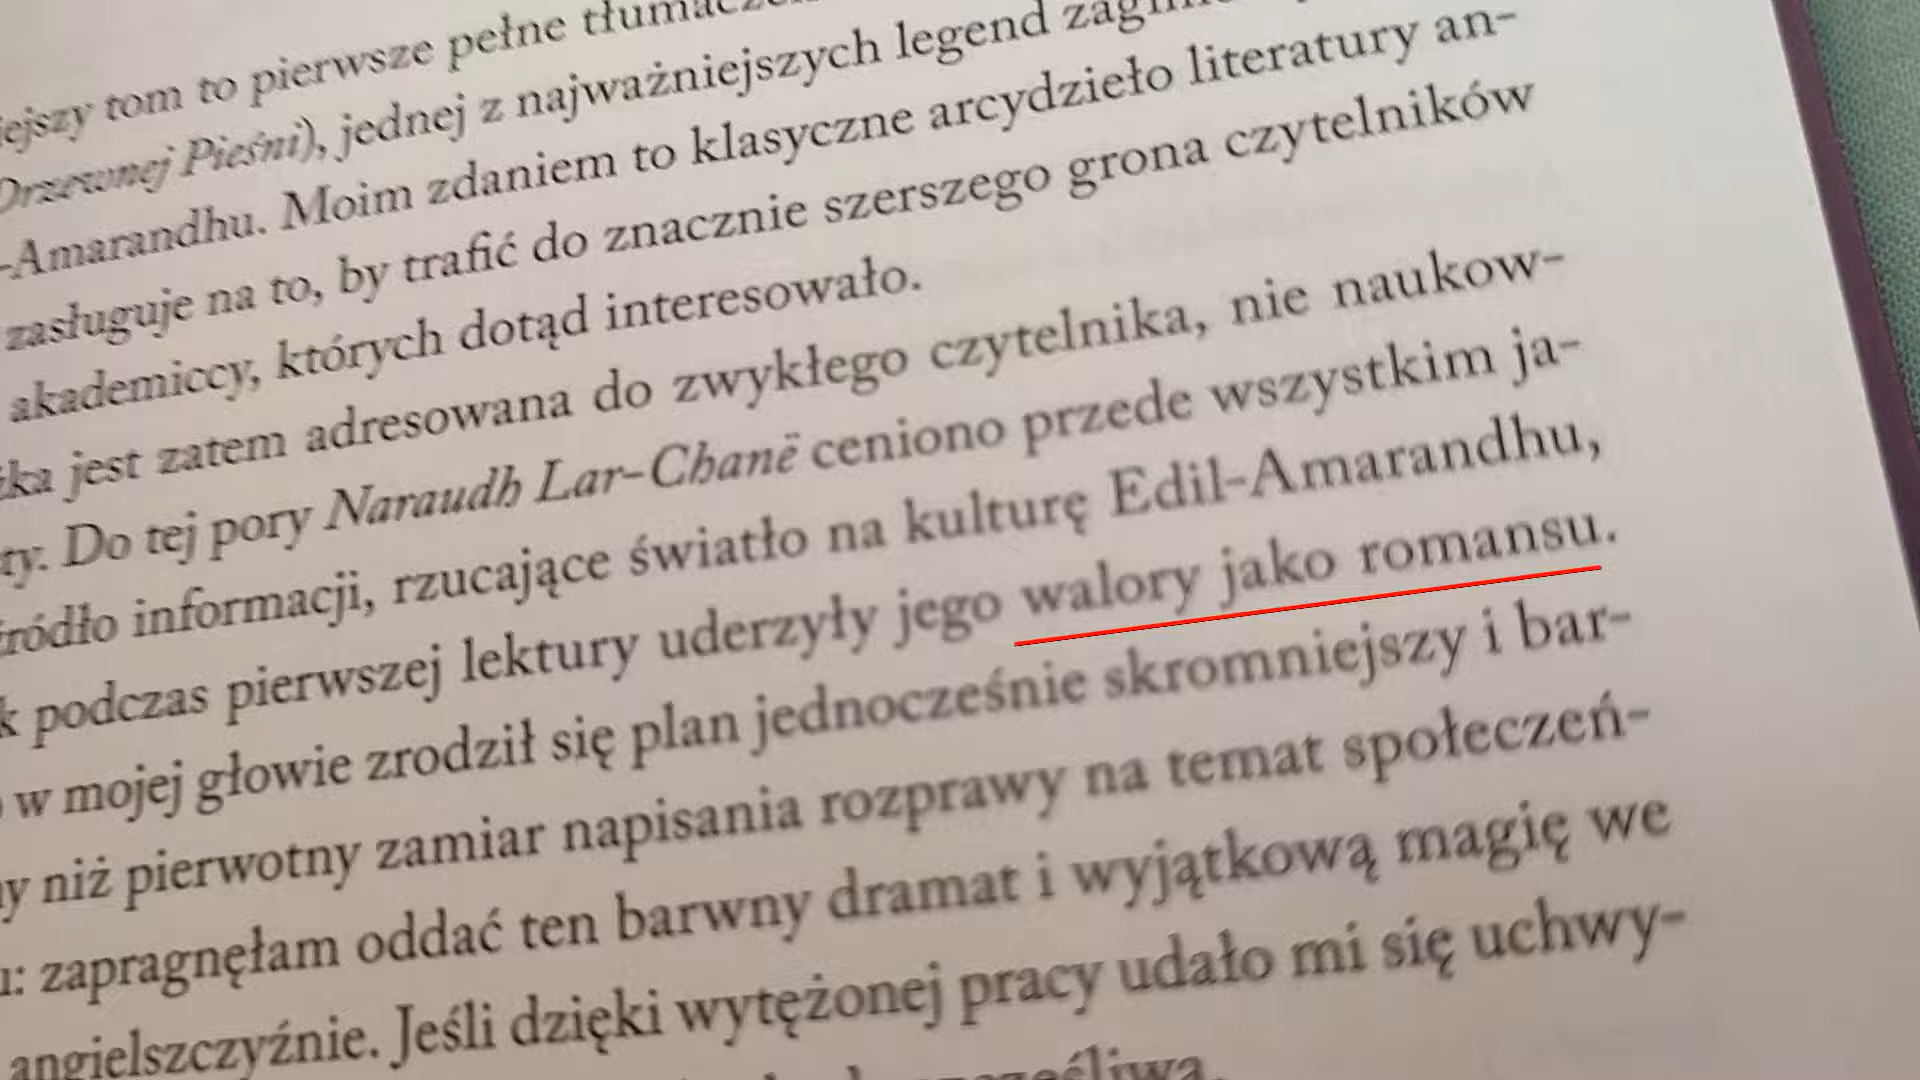 tom to pierwsze pełne
Pieśni), jednej z najważniejszych legend
-Amarandhu. Moim zdaniem to klasyczne arcydzieło literatury an-
zasługuje na to, by trafić do znacznie szerszego grona czytelników
akademiccy, których dotąd interesowało.
jest zatem adresowana do zwykłego czytelnika, nie naukow-
ty. Do tej pory Naraudh Lar-Chanë ceniono przede wszystkim ja-
źródło informacji, rzucające światło na kulturę Edil-Amarandhu,
k podczas pierwszej lektury uderzyły jego walory jako romansu.
w mojej głowie zrodził się plan jednocześnie skromniejszy i bar-
y niż pierwotny zamiar napisania rozprawy na temat społeczeń-
: zapragnęłam oddać ten barwny dramat i wyjątkową magię we
angielszczyźnie. Jeśli dzięki wytężonej pracy udało mi się uchwy-